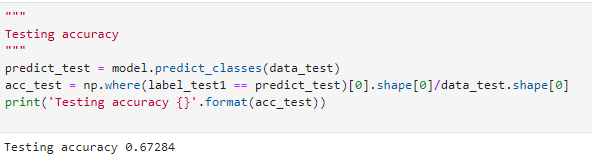 """
Testing accuracy
"""
predict_test = model.predict_classes(data_test)
acc_test = np.where(label_test1 == predict_test)[0].shape[0]/data_test.shape[0]
print('Testing accuracy {}'.format(acc_test))
Testing accuracy 0.67284